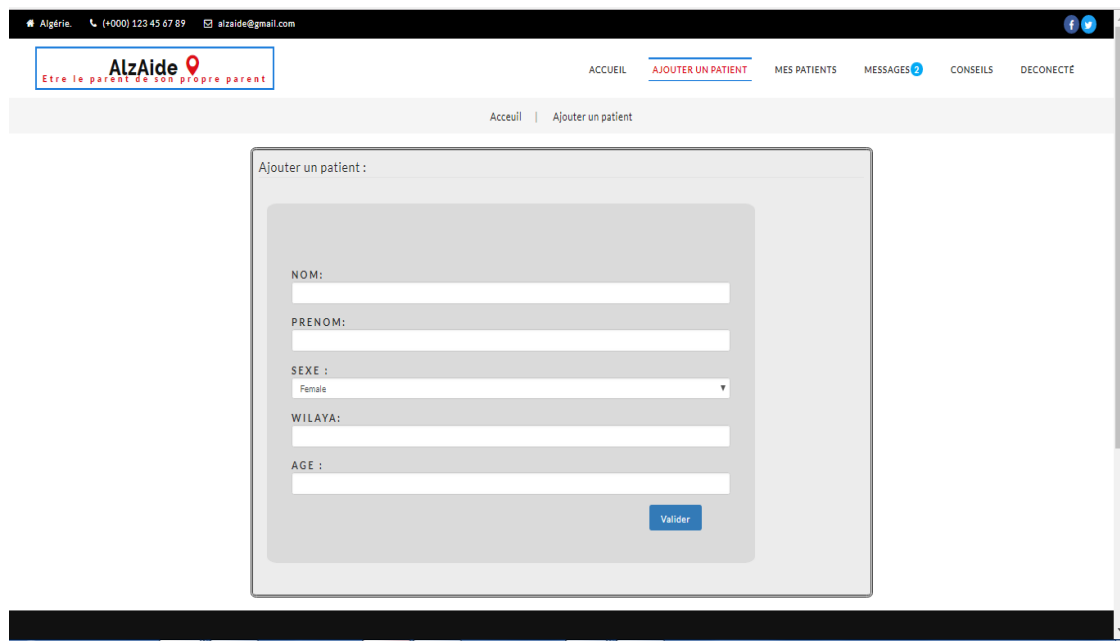 Algérie. (+000) 123 45 67 89 alzaide@gmail.com
AlzAide
Etre le parent de son propre parent
ACCUEIL AJOUTER UN PATIENT MES PATIENTS MESSAGES 2 CONSEILS DECONECTÉ
Acceuil | Ajouter un patient
Ajouter un patient :
NOM:
PRENOM:
SEXE :
Female
WILAYA:
AGE :
Valider